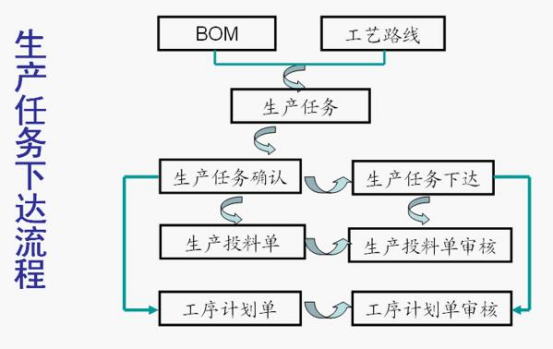 生产任务下达流程
BOM
工艺路线
生产任务
生产任务确认
生产任务下达
生产投料单
生产投料单审核
工序计划单
工序计划单审核